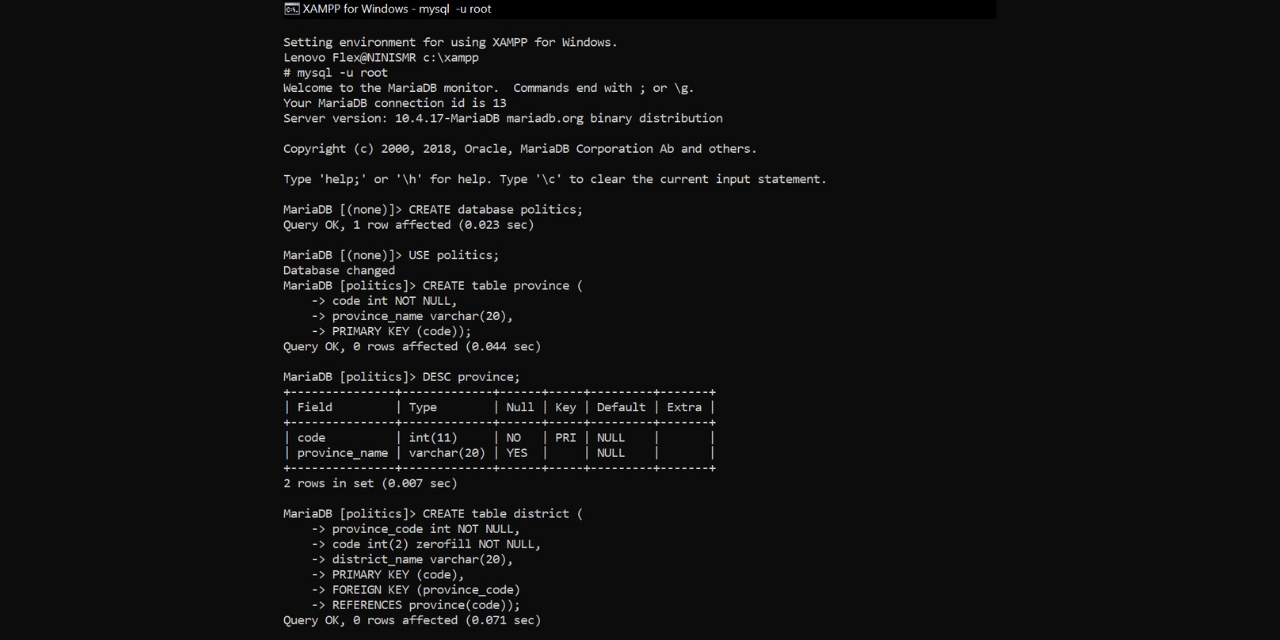 XAMPP for Windows - mysql  -u root
Setting environment for using XAMPP for Windows.
Lenovo Flex@NINISMR c:\xampp
# mysql -u root
Welcome to the MariaDB monitor.  Commands end with ; or \g.
Your MariaDB connection id is 13
Server version: 10.4.17-MariaDB mariadb.org binary distribution
Copyright (c) 2000, 2018, Oracle, MariaDB Corporation Ab and others.
Type 'help;' or '\h' for help. Type '\c' to clear the current input statement.
MariaDB [(none)]> CREATE database politics;
Query OK, 1 row affected (0.023 sec)
MariaDB [(none)]> USE politics;
Database changed
MariaDB [politics]> CREATE table province (
    -> code int NOT NULL,
    -> province_name varchar(20),
    -> PRIMARY KEY (code));
Query OK, 0 rows affected (0.044 sec)
MariaDB [politics]> DESC province;
+---------------+-------------+------+-----+---------+-------+
| Field         | Type        | Null | Key | Default | Extra |
+---------------+-------------+------+-----+---------+-------+
| code          | int(11)     | NO   | PRI | NULL    |       |
| province_name | varchar(20) | YES  |     | NULL    |       |
+---------------+-------------+------+-----+---------+-------+
2 rows in set (0.007 sec)
MariaDB [politics]> CREATE table district (
    -> province_code int NOT NULL,
    -> code int(2) zerofill NOT NULL,
    -> district_name varchar(20),
    -> PRIMARY KEY (code),
    -> FOREIGN KEY (province_code)
    -> REFERENCES province(code));
Query OK, 0 rows affected (0.071 sec)